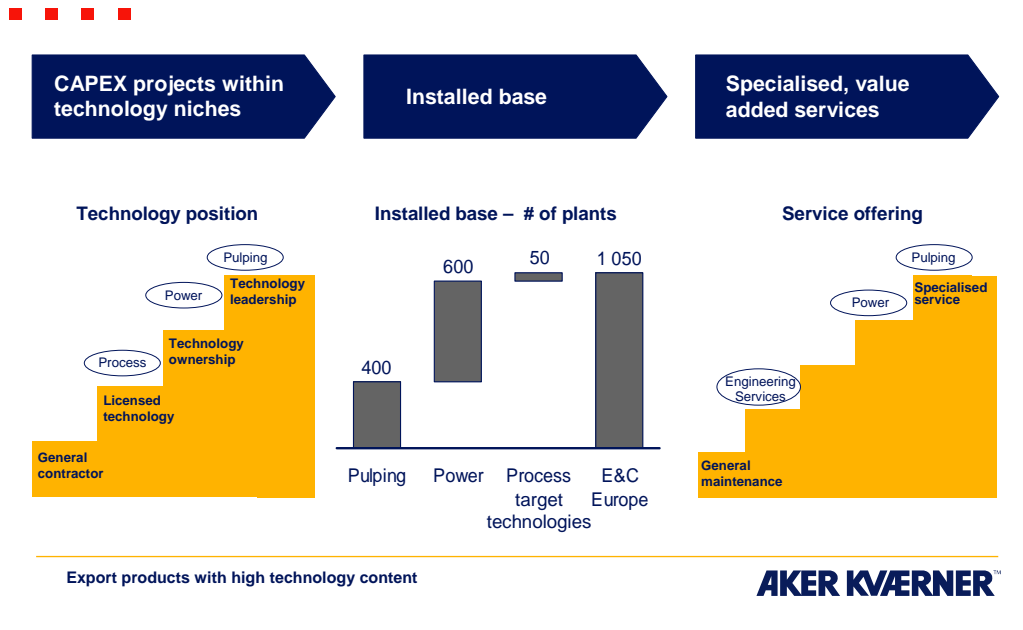 CAPEX projects within
technology niches
Installed base
Specialised, value
added services
Technology position
Pulping
Technology
leadership
Power
Technology
ownership
Process
Licensed
technology
General
contractor
Installed base – # of plants
400
600
50
1 050
Pulping
Power
Process
target
technologies
E&C
Europe
Service offering
Pulping
Specialised
service
Power
Engineering
Services
General
maintenance
Export products with high technology content
AKER KVÆRNER™